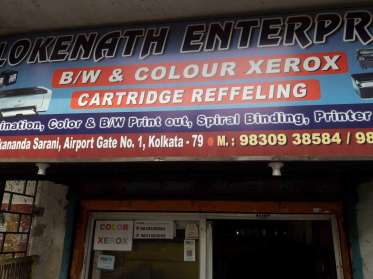 LOKENATH ENTERPR
B/W & COLOUR XEROX
CARTRIDGE REFFELING
ination, Color & B/W Print out, Spiral Binding, Printer
kananda Sarani, Airport Gate No. 1, Kolkata - 79 ● M. : 98309 38584 / 98
COLOR
XEROX